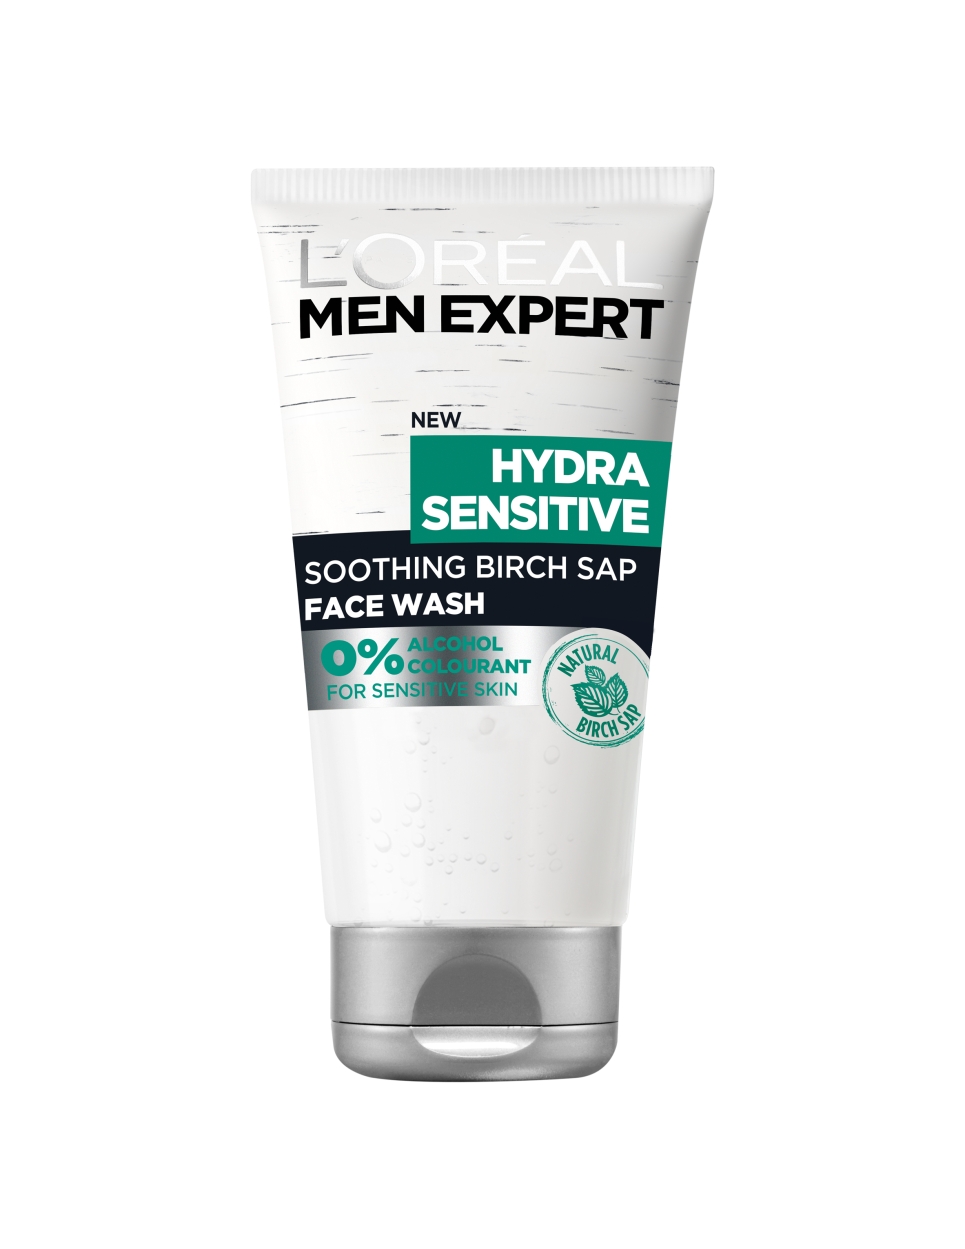 L'ORÉAL
MEN EXPERT
NEW
HYDRA
SENSITIVE
SOOTHING BIRCH SAP
FACE WASH
0% ALCOHOL
COLOURANT
FOR SENSITIVE SKIN
NATURAL
BIRCH SAP